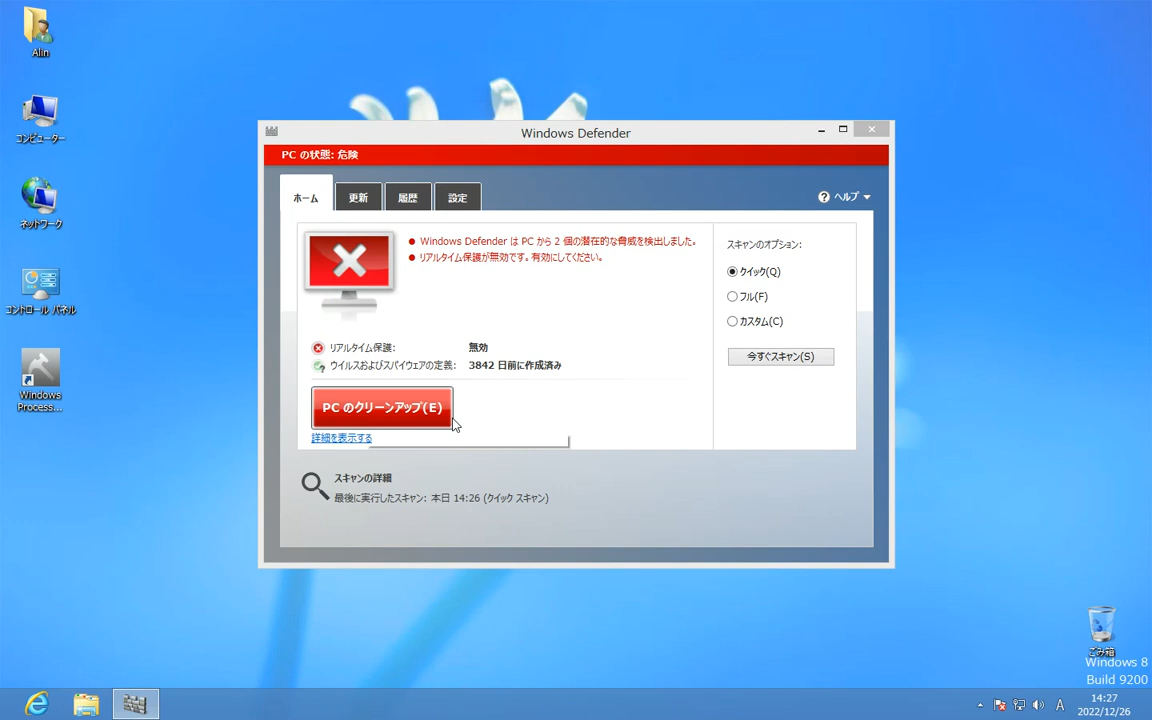 Alin
コンピューター
ネットワーク
コントロール パネル
Windows
Process...
Windows Defender
PC の状態: 危険
ホーム
更新
履歴
設定
ヘルプ
Windows Defender は PC から 2 個の潜在的な脅威を検出しました。
リアルタイム保護が無効です。有効にしてください。
リアルタイム保護: 無効
ウイルスおよびスパイウェアの定義: 3842 日前に作成済み
PC のクリーンアップ(E)
詳細を表示する
スキャンのオプション:
クイック(Q)
フル(F)
カスタム(C)
今すぐスキャン(S)
スキャンの詳細
最後に実行したスキャン: 本日 14:26 (クイック スキャン)
ごみ箱
Windows 8
Build 9200
A
14:27
2022/12/26